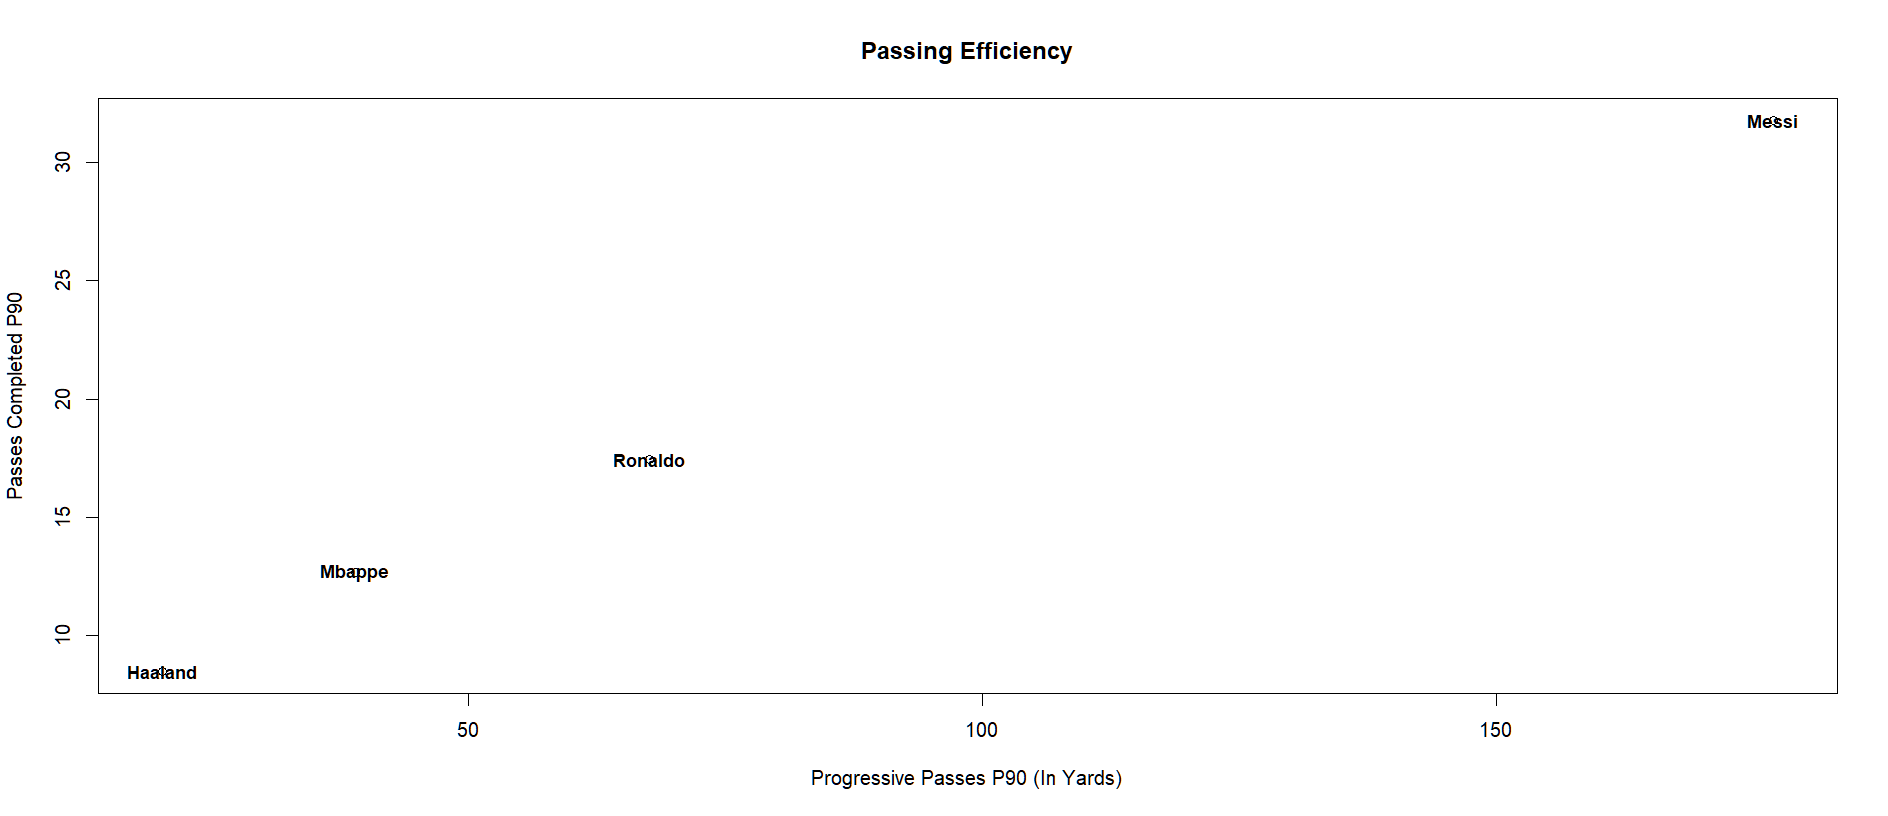 Passing Efficiency
Messi
30
25
Passes Completed P90
20
Ronaldo
15
Mbappe
10
Haaland
50 100 150
Progressive Passes P90 (In Yards)